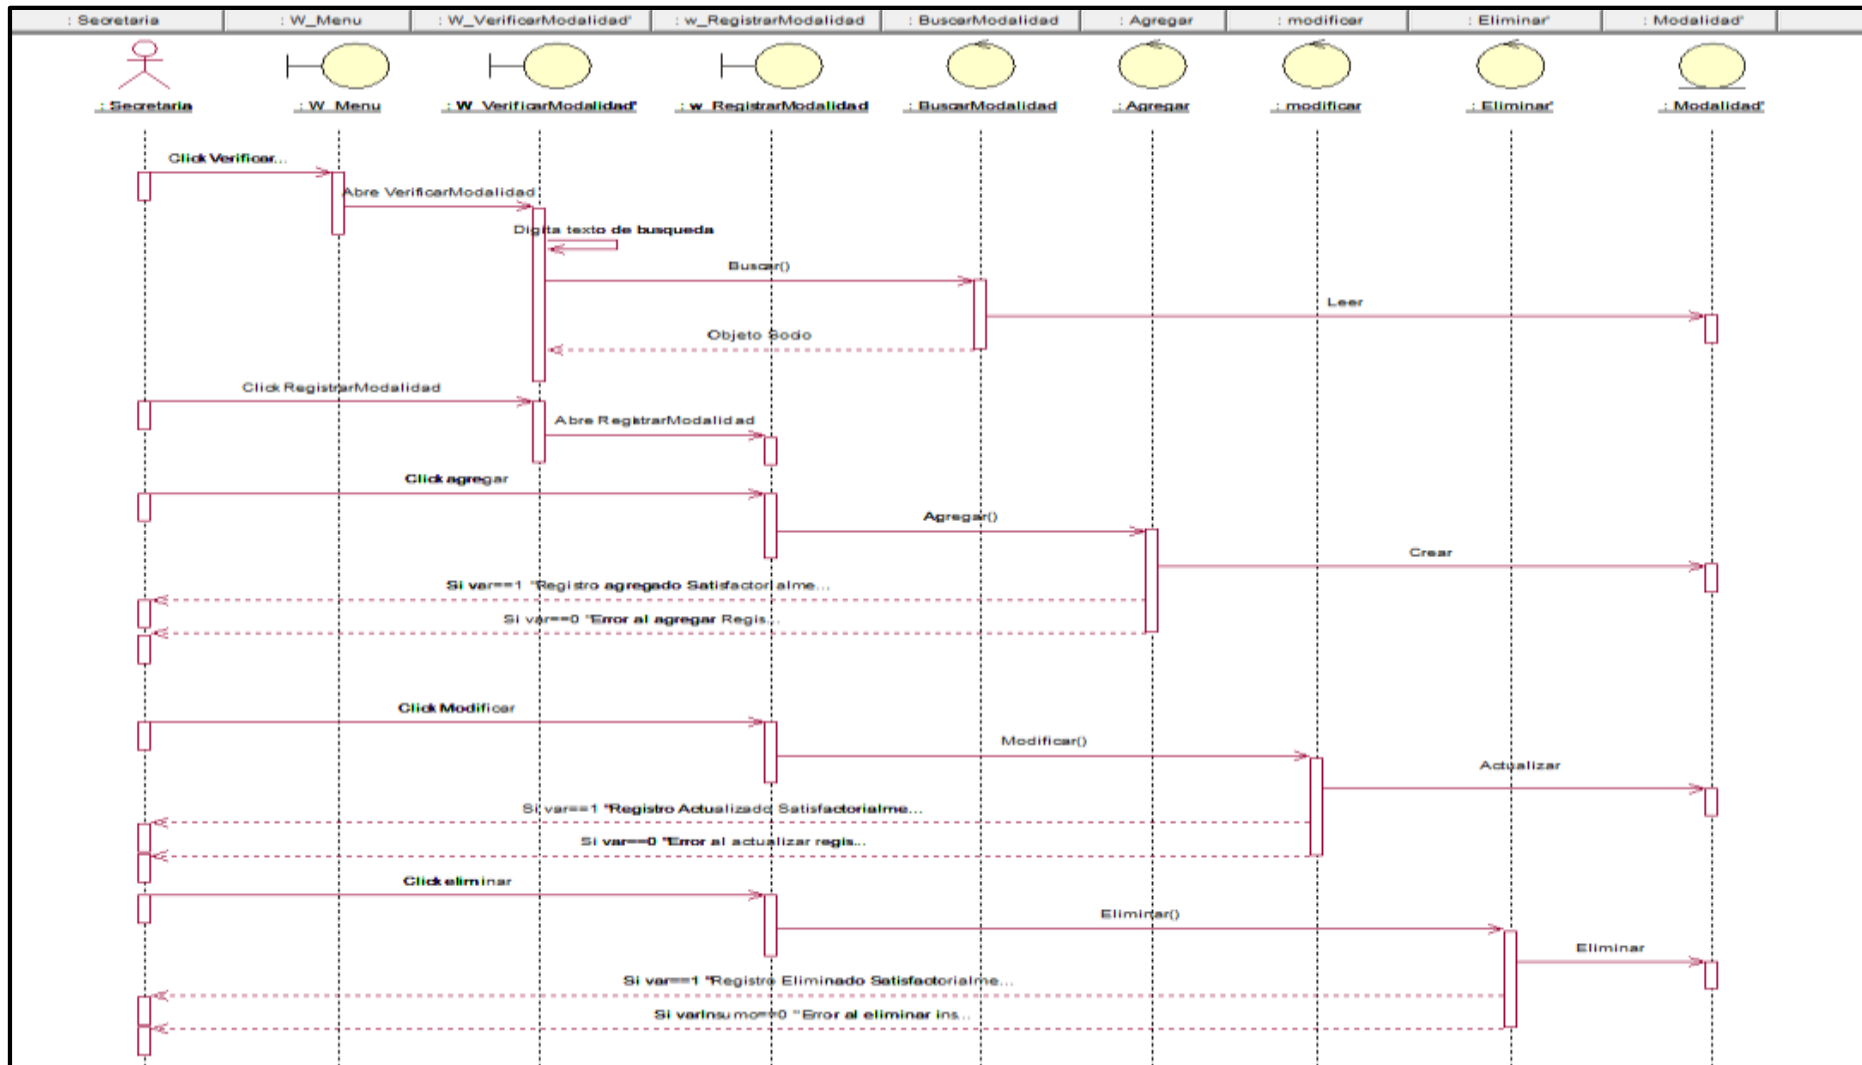 : Secretaria : W_Menu : W_VerificarModalidad' : w_RegistrarModalidad : BuscarModalidad : Agregar : modificar : Eliminar' : Modalidad'
: Secretaria : W_Menu : W_VerificarModalidad' : w_RegistrarModalidad : BuscarModalidad : Agregar : modificar : Eliminar' : Modalidad'
Click Verificar...
Abre VerificarModalidad
Digita texto de busqueda
Buscar()
Leer
Objeto Socio
Click RegistrarModalidad
Abre RegistrarModalidad
Click agregar
Agregar()
Crear
Si var==1 "Registro agregado Satisfactorialme...
Si var==0 "Error al agregar Regis...
Click Modificar
Modificar()
Actualizar
Si var==1 "Registro Actualizado Satisfactorialme...
Si var==0 "Error al actualizar regis...
Click eliminar
Eliminar()
Eliminar
Si var==1 "Registro Eliminado Satisfactorialme...
Si varInsumo==0 "Error al eliminar ins...